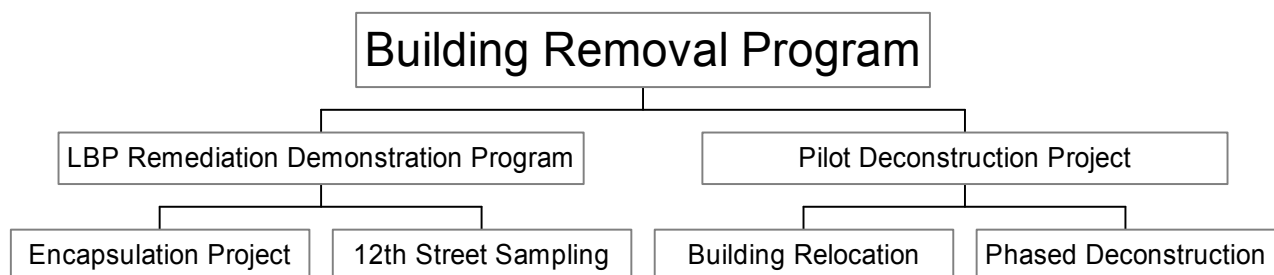 Building Removal Program
LBP Remediation Demonstration Program
Pilot Deconstruction Project
Encapsulation Project
12th Street Sampling
Building Relocation
Phased Deconstruction